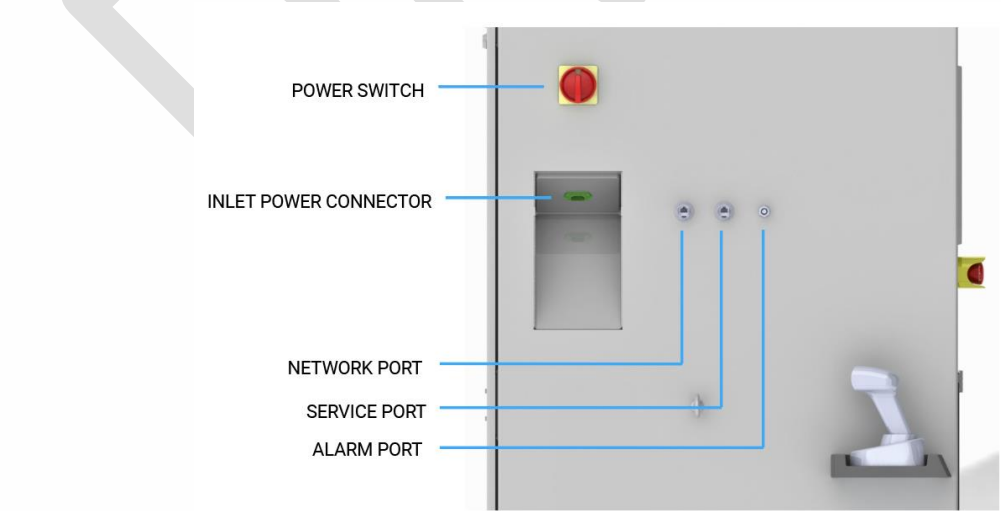 POWER SWITCH
INLET POWER CONNECTOR
NETWORK PORT
SERVICE PORT
ALARM PORT